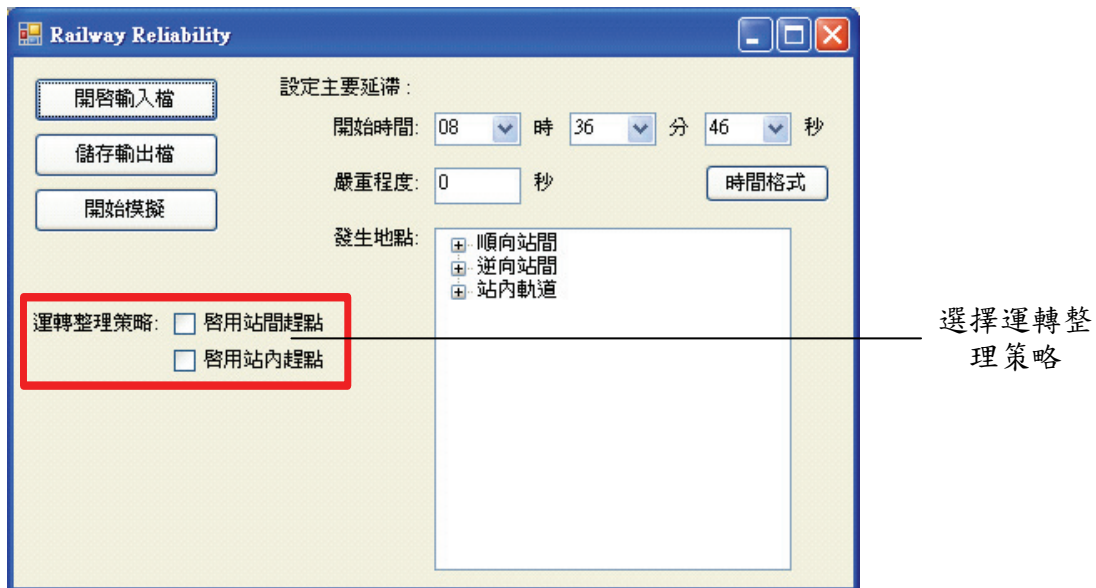 Railway Reliability
開啓輸入檔
儲存輸出檔
開始模擬
設定主要延滯 :
開始時間: 08 時 36 分 46 秒
嚴重程度: 0 秒 時間格式
發生地點:
順向站間
逆向站間
站內軌道
運轉整理策略: 啓用站間趕點
啓用站內趕點
選擇運轉整
理策略